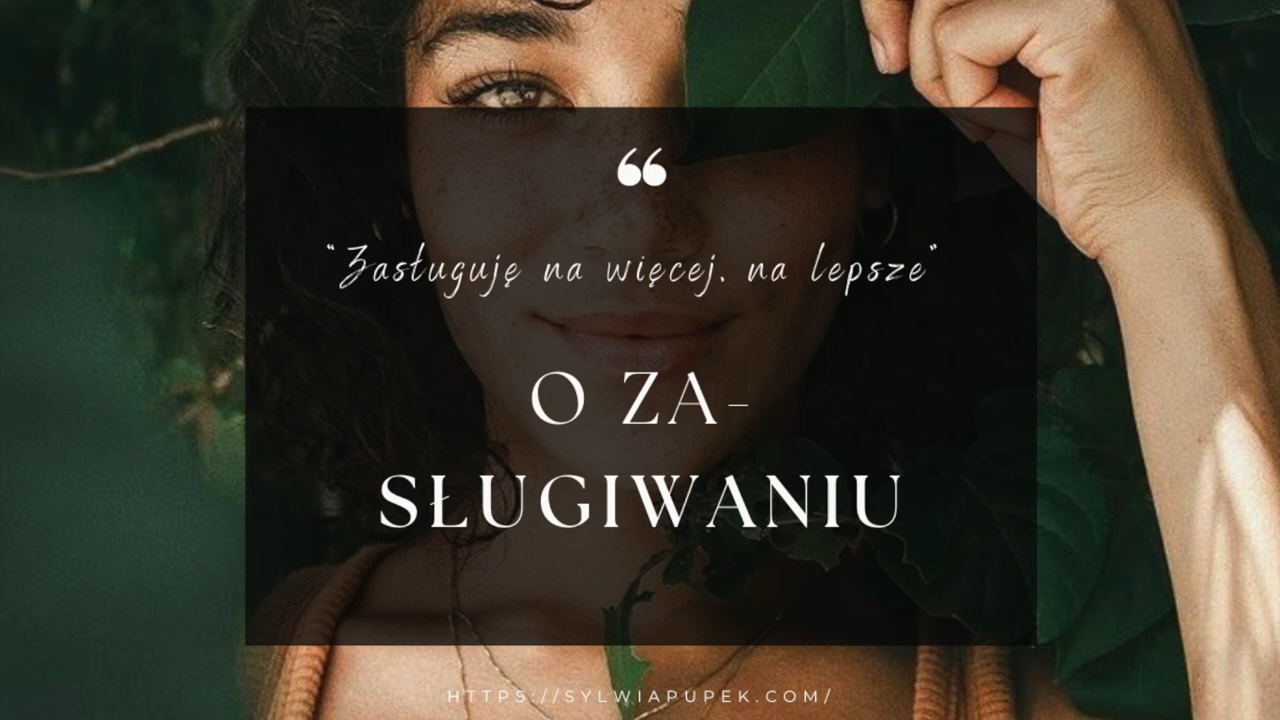 ❝
"Zasługuję na więcej, na lepsze"
O ZA-
SŁUGIWANIU
HTTPS://SYLWIAPUPEK.COM/